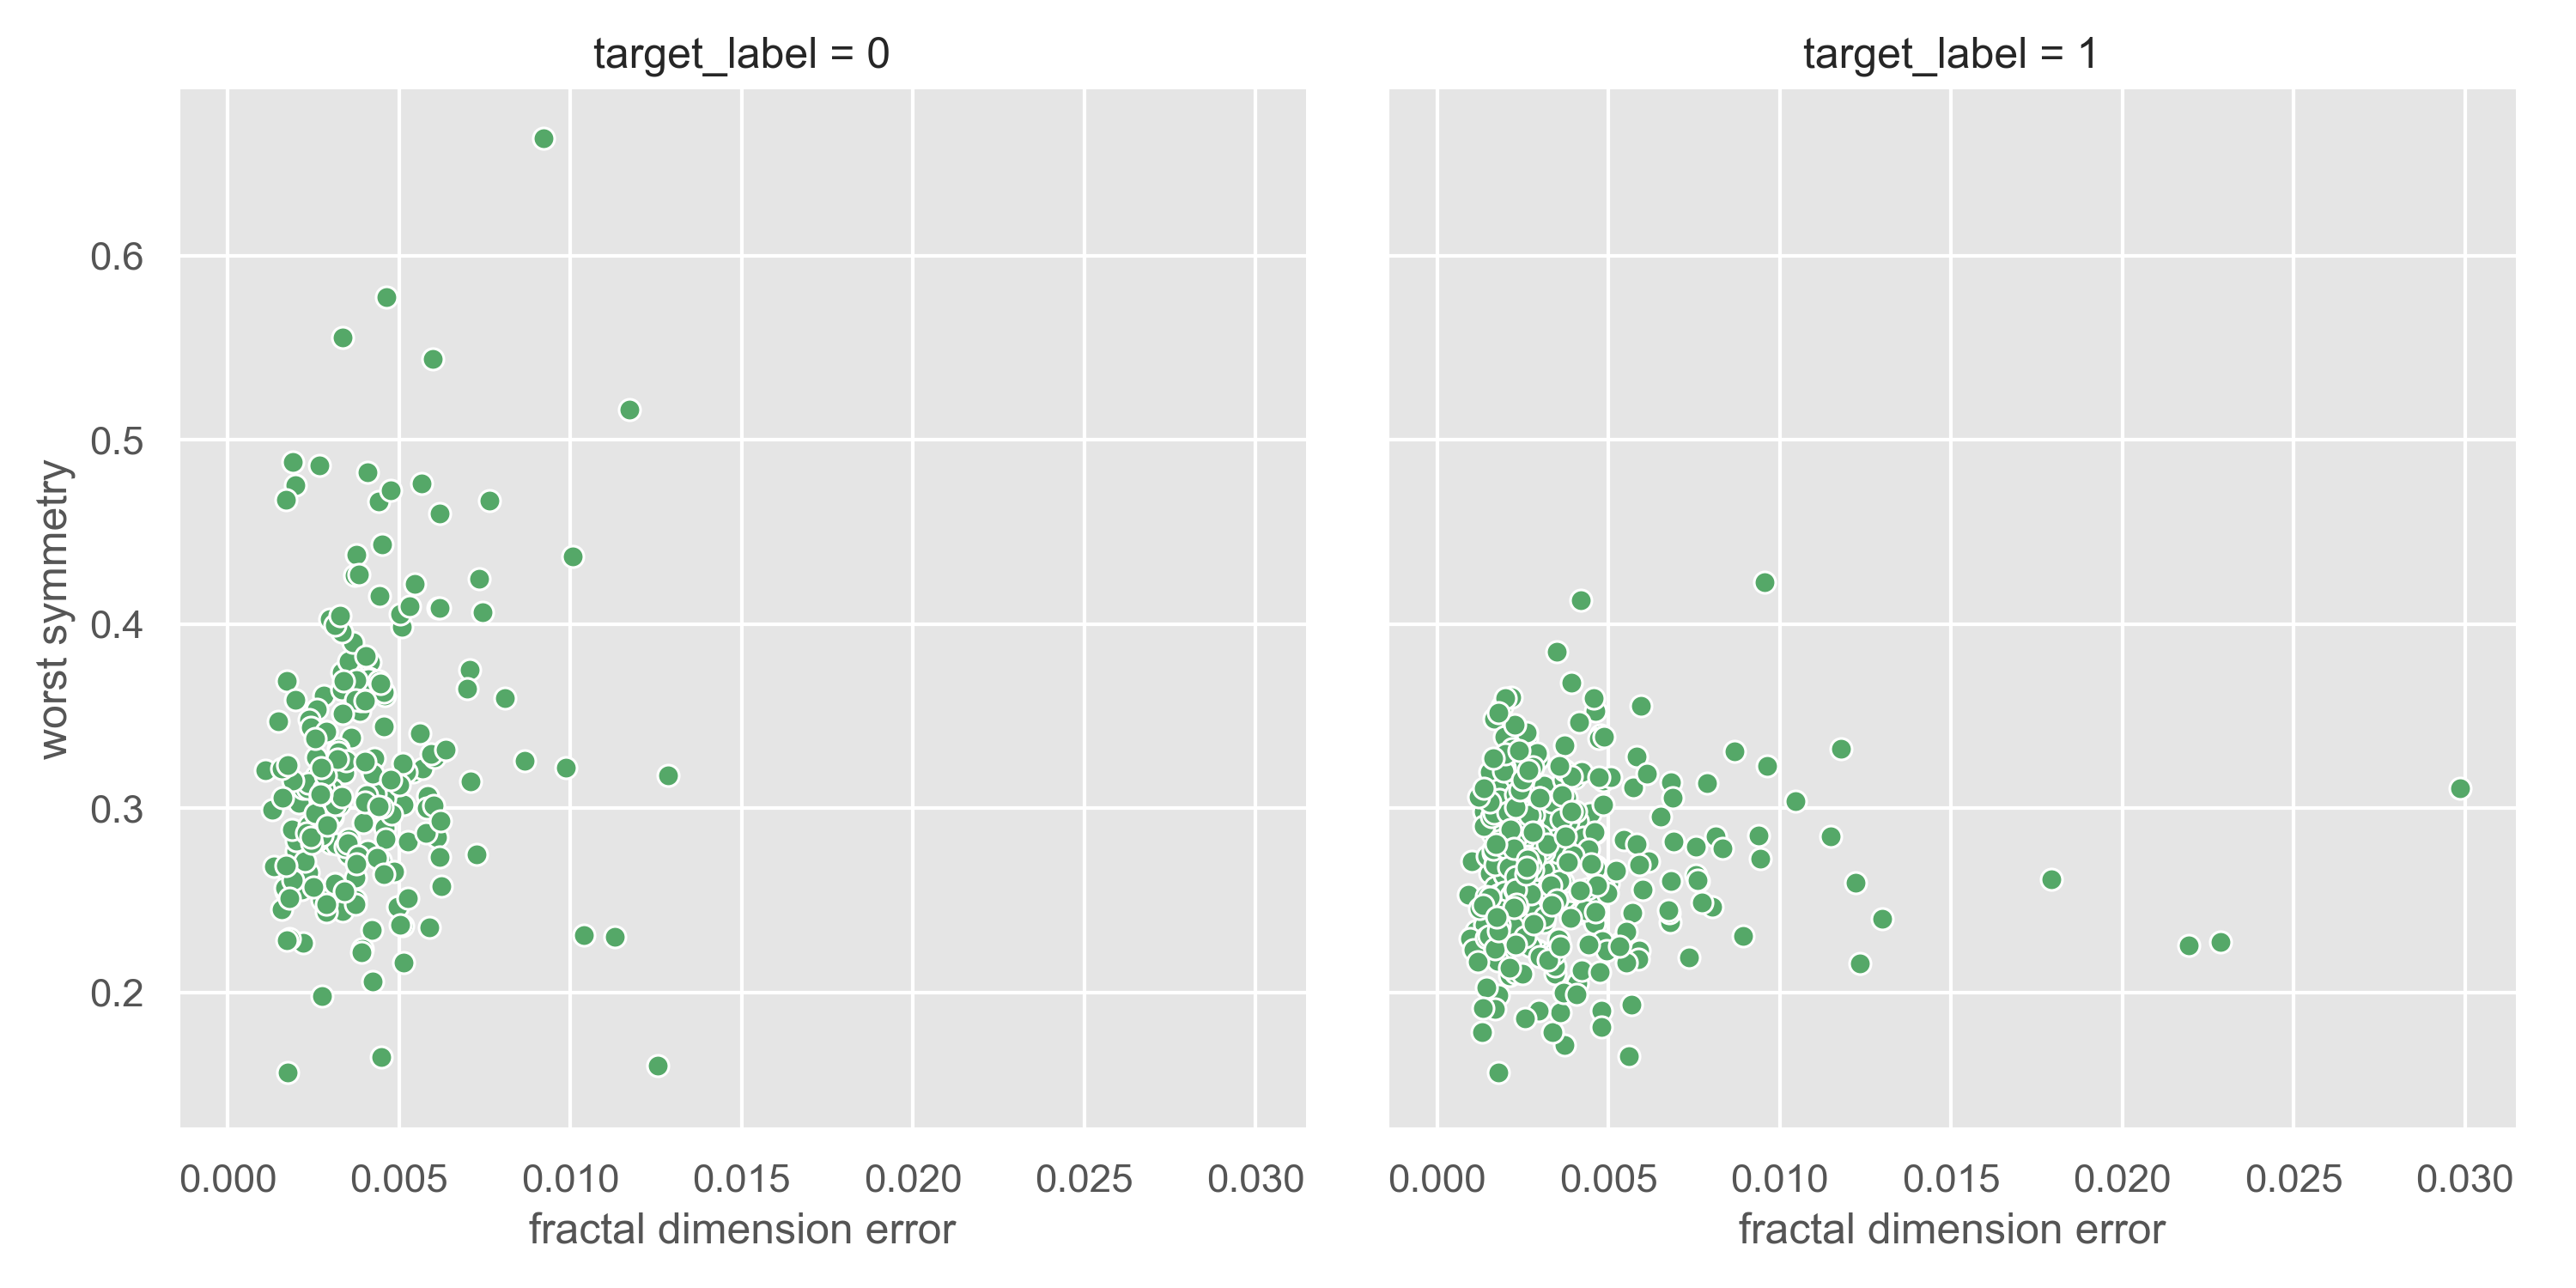 target_label = 0
target_label = 1
worst symmetry
0.6
0.5
0.4
0.3
0.2
0.000 0.005 0.010 0.015 0.020 0.025 0.030
0.000 0.005 0.010 0.015 0.020 0.025 0.030
fractal dimension error
fractal dimension error